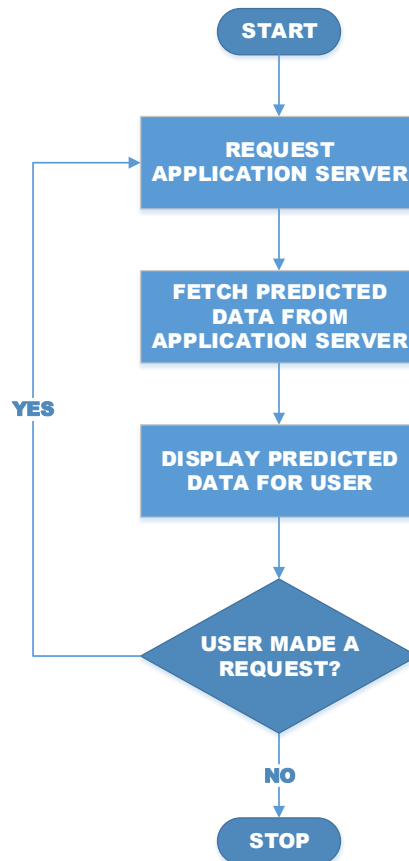 START
REQUEST
APPLICATION SERVER
FETCH PREDICTED
DATA FROM
APPLICATION SERVER
DISPLAY PREDICTED
DATA FOR USER
YES
USER MADE A
REQUEST?
NO
STOP